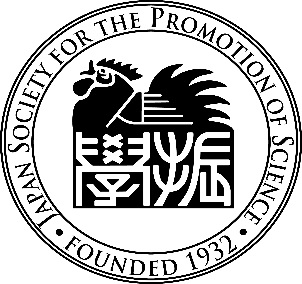 JAPAN SOCIETY FOR THE PROMOTION OF SCIENCE
學振
· FOUNDED 1932 ·